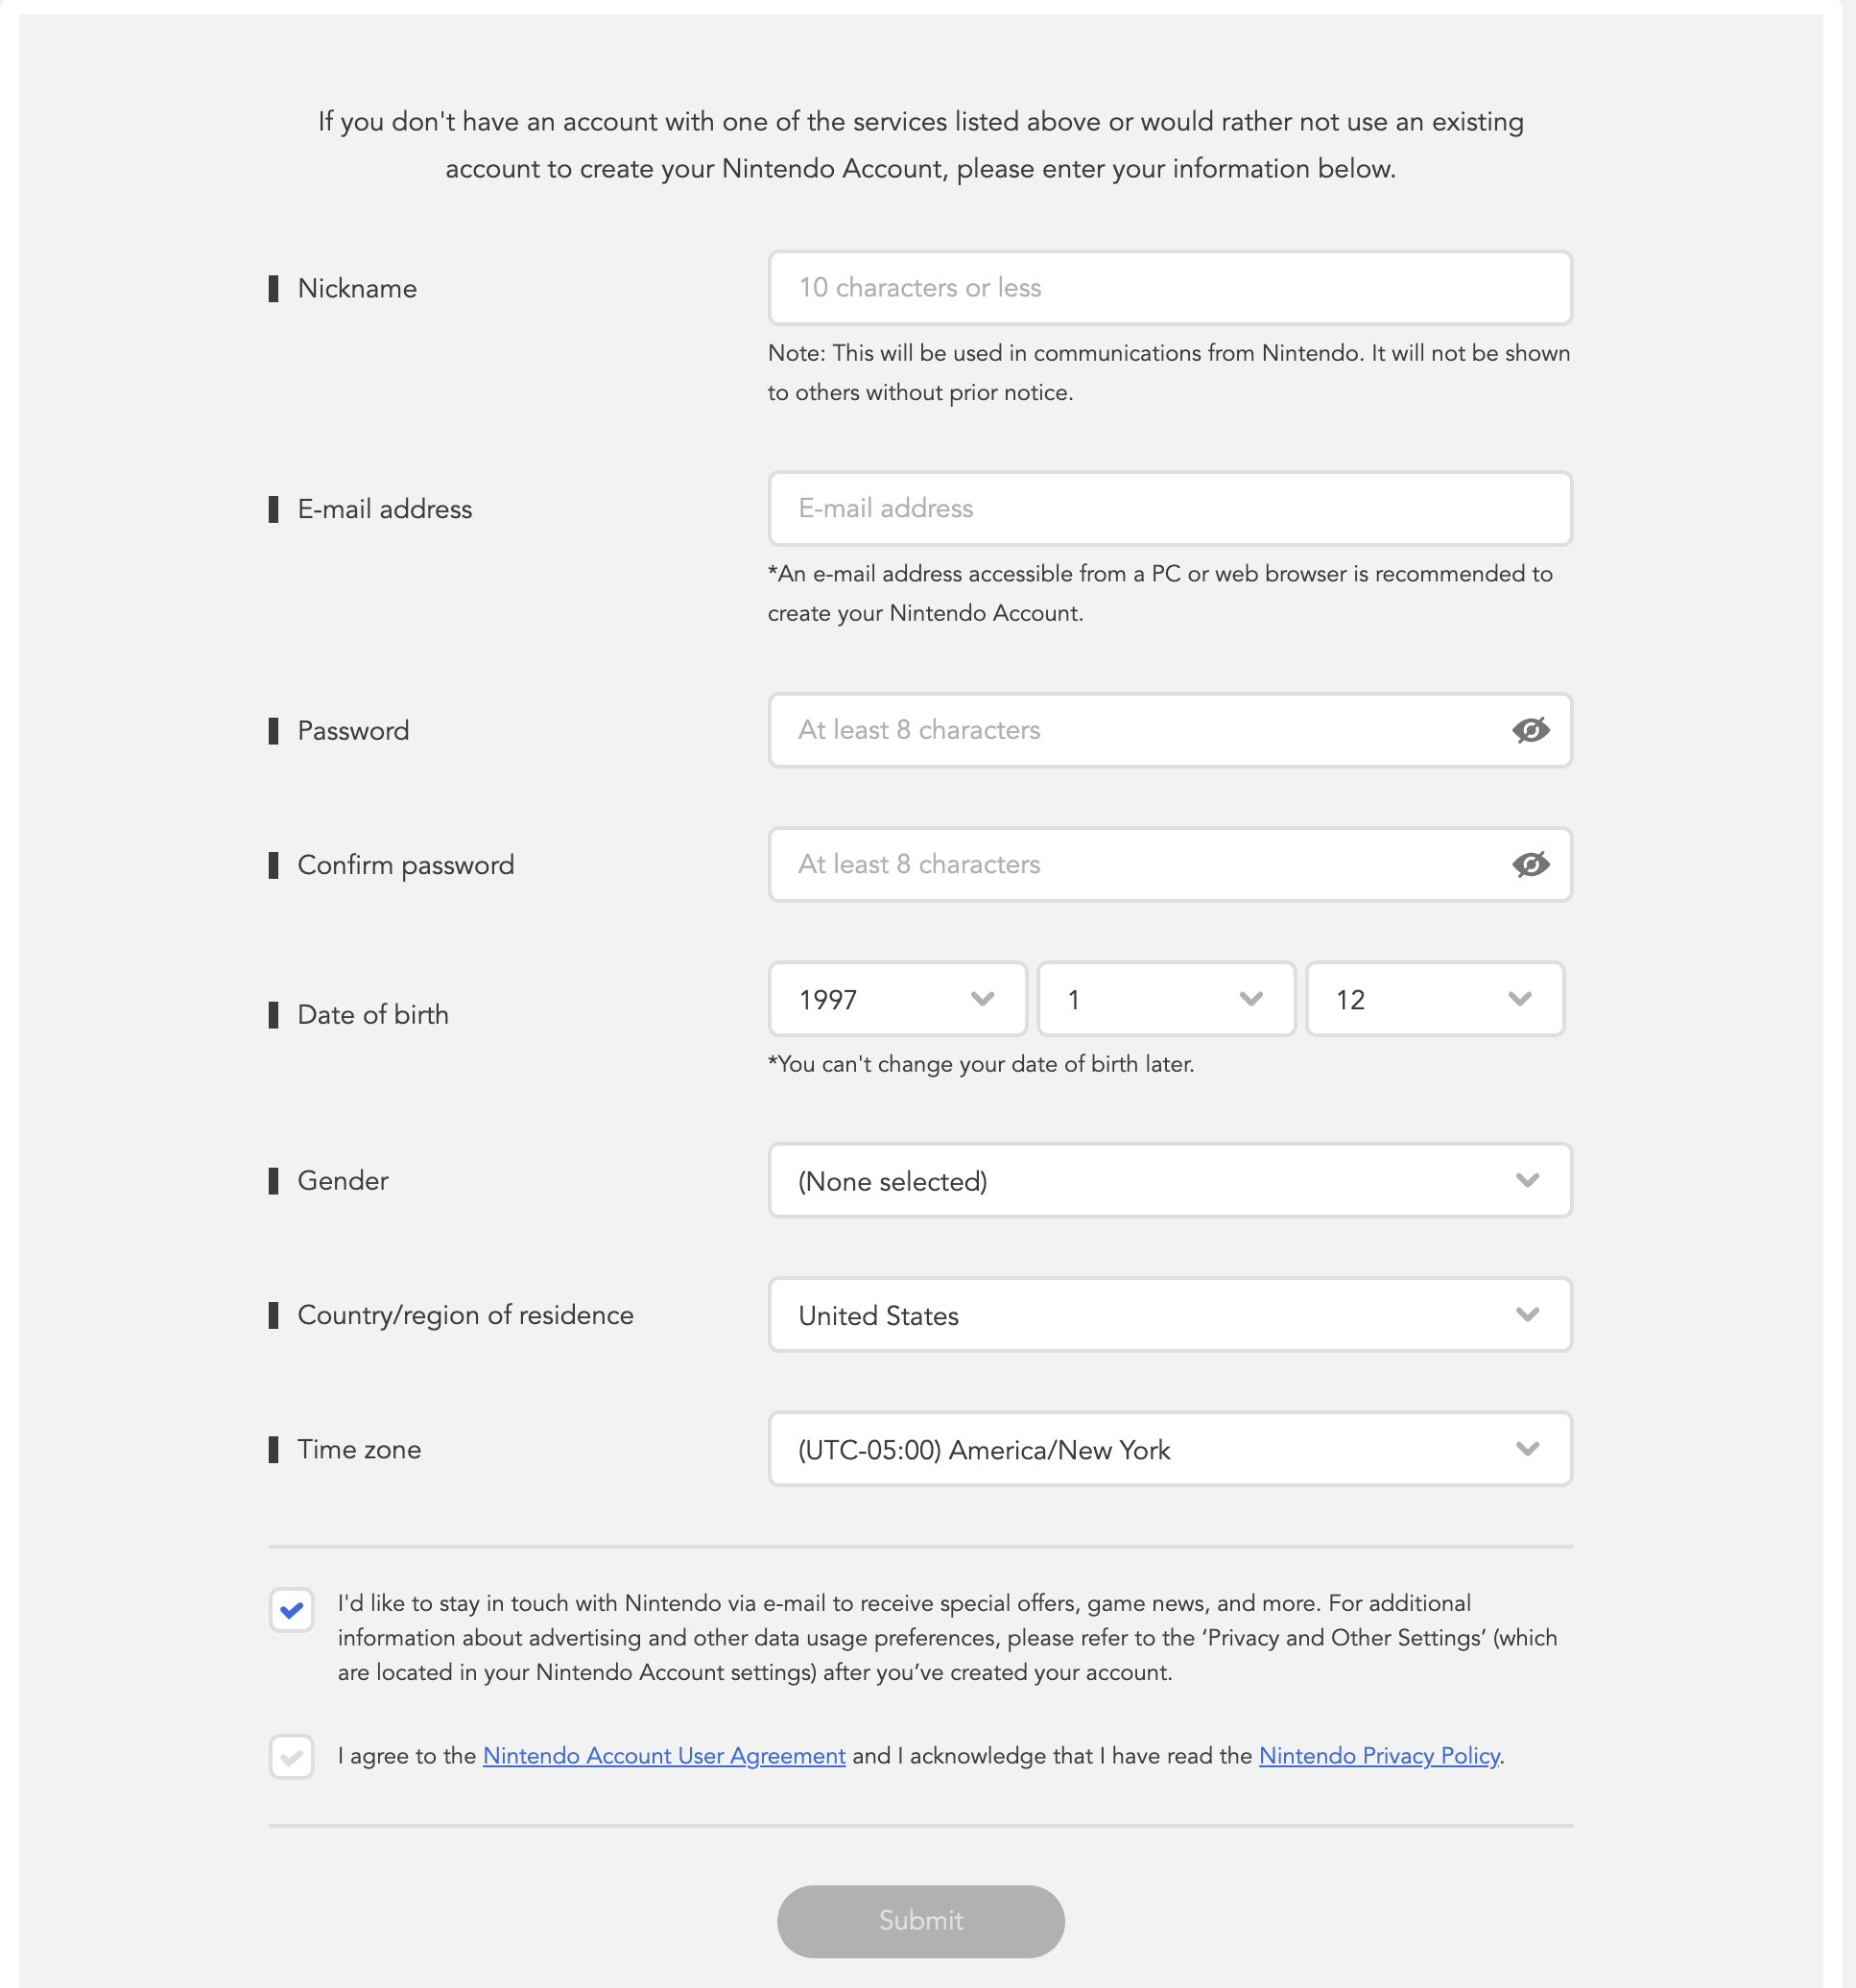 If you don't have an account with one of the services listed above or would rather not use an existing
account to create your Nintendo Account, please enter your information below.
Nickname
10 characters or less
Note: This will be used in communications from Nintendo. It will not be shown
to others without prior notice.
E-mail address
E-mail address
*An e-mail address accessible from a PC or web browser is recommended to
create your Nintendo Account.
Password
At least 8 characters
Confirm password
At least 8 characters
Date of birth
1997 1 12
*You can't change your date of birth later.
Gender
(None selected)
Country/region of residence
United States
Time zone
(UTC-05:00) America/New York
I'd like to stay in touch with Nintendo via e-mail to receive special offers, game news, and more. For additional
information about advertising and other data usage preferences, please refer to the ‘Privacy and Other Settings’ (which
are located in your Nintendo Account settings) after you’ve created your account.
I agree to the Nintendo Account User Agreement and I acknowledge that I have read the Nintendo Privacy Policy.
Submit